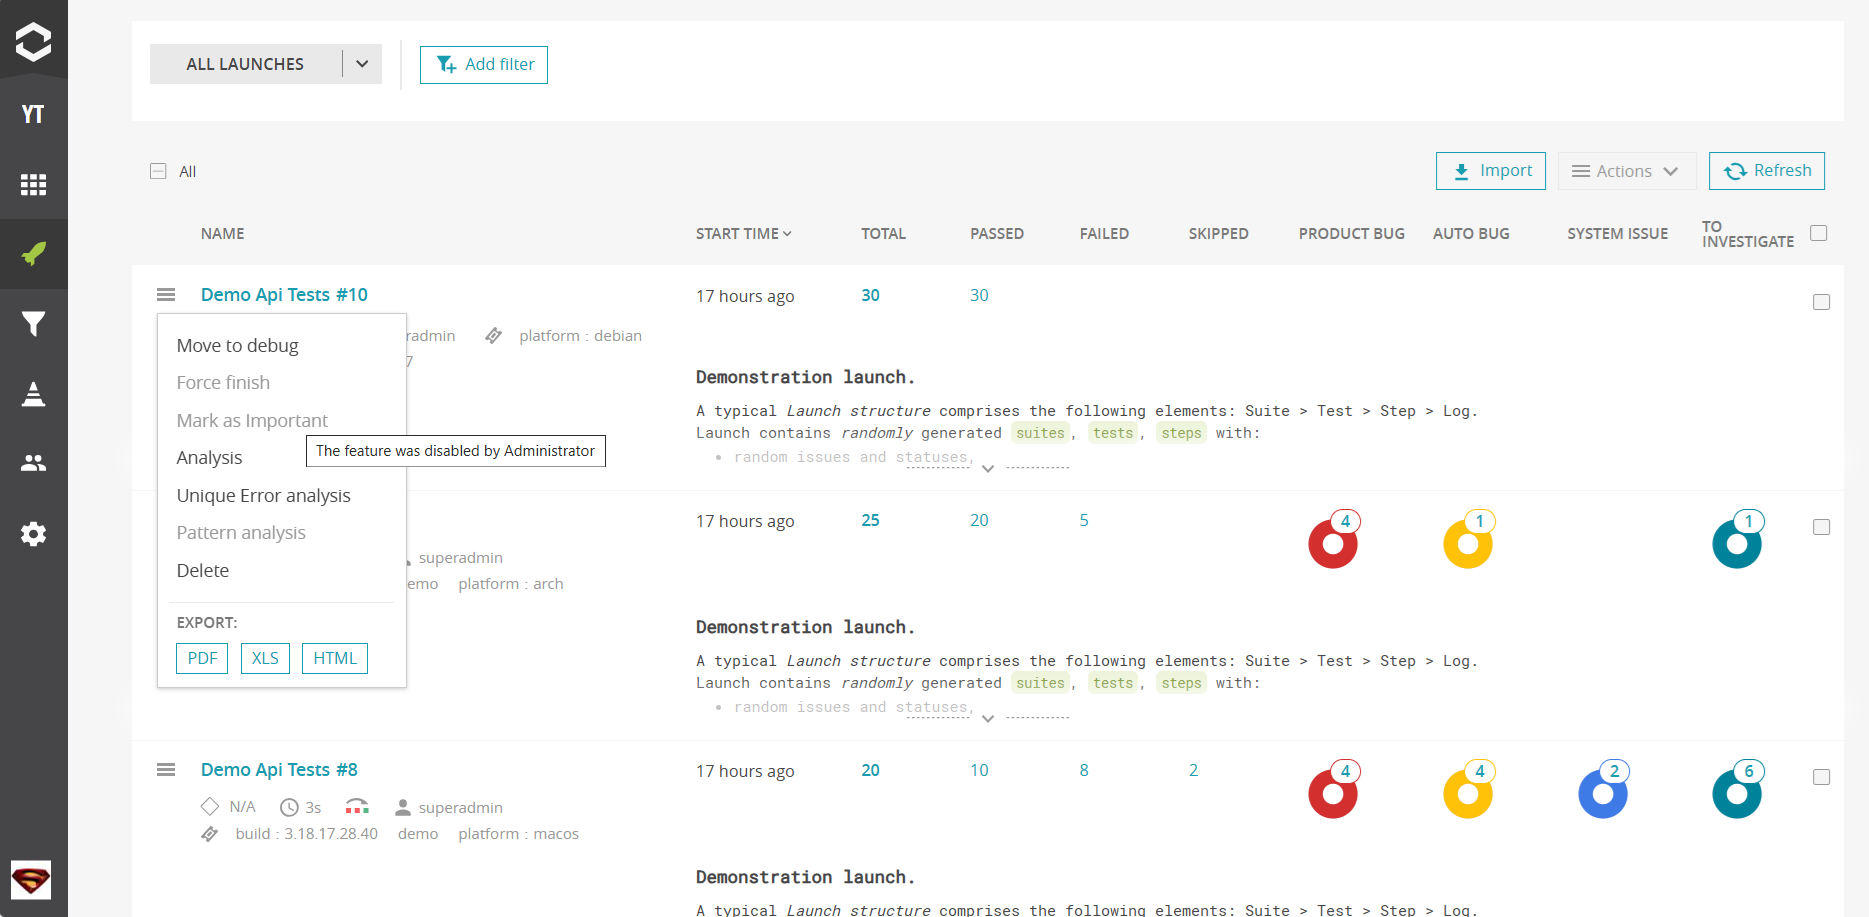 ALL LAUNCHES
Add filter
YT
All
Import
Actions
Refresh
NAME
START TIME
TOTAL
PASSED
FAILED
SKIPPED
PRODUCT BUG
AUTO BUG
SYSTEM ISSUE
TO
INVESTIGATE
Demo Api Tests #10
17 hours ago
30
30
radmin
platform : debian
7
Move to debug
Force finish
Mark as Important
Analysis
The feature was disabled by Administrator
Unique Error analysis
Pattern analysis
Delete
EXPORT:
PDF
XLS
HTML
Demonstration launch.
A typical Launch structure comprises the following elements: Suite > Test > Step > Log.
Launch contains randomly generated suites, tests, steps with:
• random issues and statuses,
17 hours ago
25
20
5
4
1
1
superadmin
emo
platform : arch
Demonstration launch.
A typical Launch structure comprises the following elements: Suite > Test > Step > Log.
Launch contains randomly generated suites, tests, steps with:
• random issues and statuses,
Demo Api Tests #8
17 hours ago
20
10
8
2
4
4
2
6
N/A
3s
superadmin
build : 3.18.17.28.40
demo
platform : macos
Demonstration launch.
A typical Launch structure comprises the following elements: Suite > Test > Step > Log.